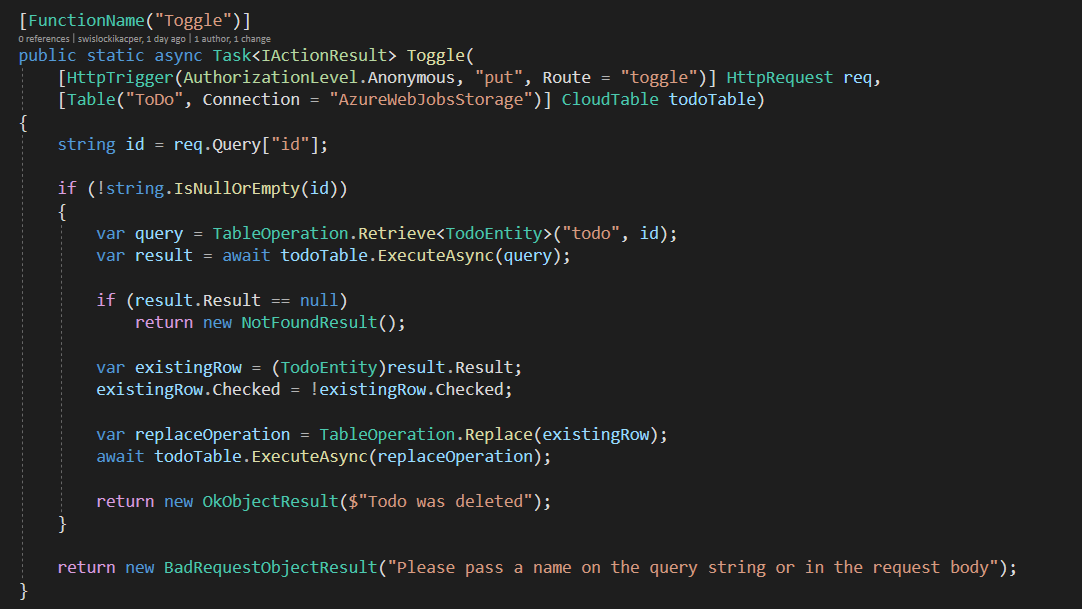 [FunctionName("Toggle")]
0 references | swislockikacper, 1 day ago | 1 author, 1 change
public static async Task<IActionResult> Toggle(
[HttpTrigger(AuthorizationLevel.Anonymous, "put", Route = "toggle")] HttpRequest req,
[Table("ToDo", Connection = "AzureWebJobsStorage")] CloudTable todoTable)
{
string id = req.Query["id"];
if (!string.IsNullOrEmpty(id))
{
var query = TableOperation.Retrieve<TodoEntity>("todo", id);
var result = await todoTable.ExecuteAsync(query);
if (result.Result == null)
return new NotFoundResult();
var existingRow = (TodoEntity)result.Result;
existingRow.Checked = !existingRow.Checked;
var replaceOperation = TableOperation.Replace(existingRow);
await todoTable.ExecuteAsync(replaceOperation);
return new OkObjectResult($"Todo was deleted");
}
return new BadRequestObjectResult("Please pass a name on the query string or in the request body");
}